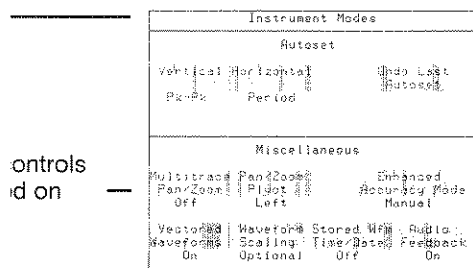 Instrument Modes
Autoset
Vertical Horizontal Undo Last
Autoset
Pk-Pk Period
ontrols
d on
Miscellaneous
Multitrace Pan/Zoom Enhanced
Pan/Zoom Pivot Accuracy Mode
Off Left Manual
Vectored Waveform Stored Wfm Audio
Waveforms Scaling Time/Date Feedback
On Optional Off On